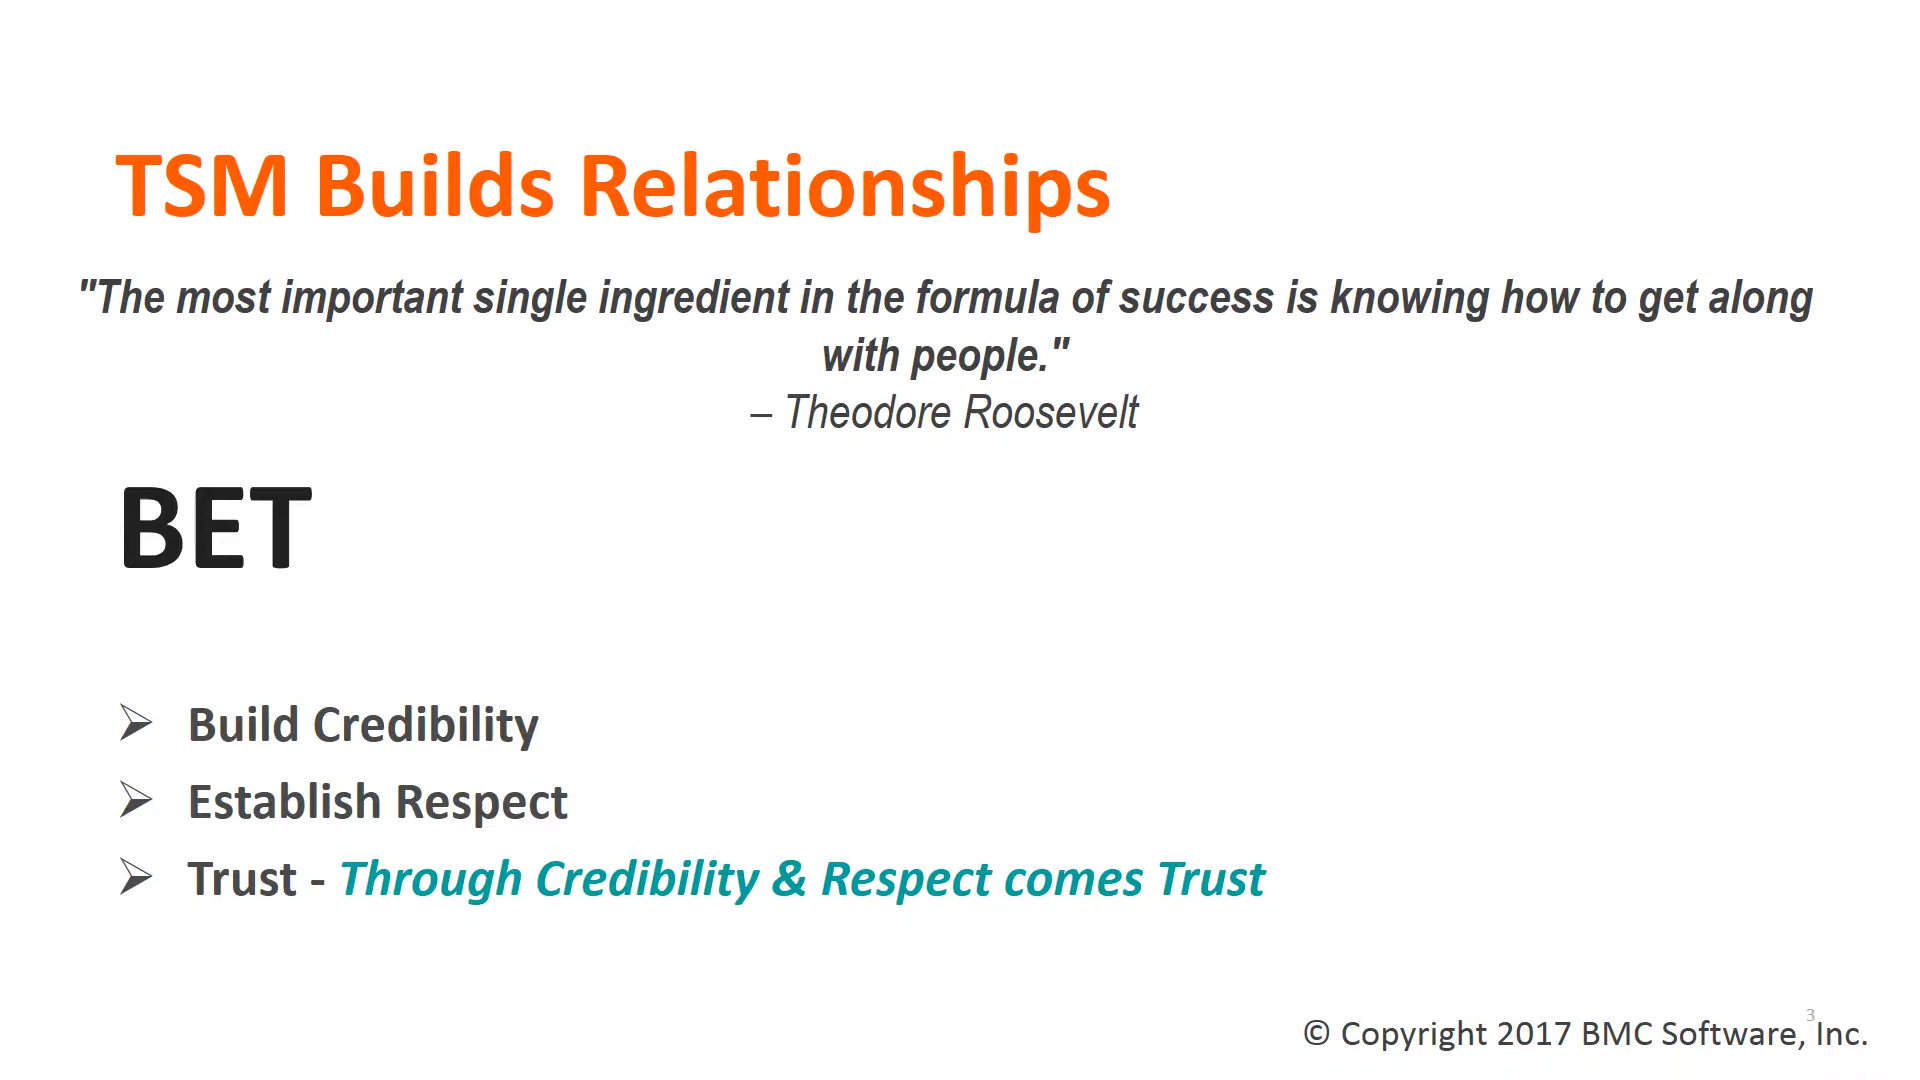 TSM Builds Relationships
"The most important single ingredient in the formula of success is knowing how to get along
with people."
– Theodore Roosevelt
BET
➢ Build Credibility
➢ Establish Respect
➢ Trust - Through Credibility & Respect comes Trust
3
© Copyright 2017 BMC Software, Inc.